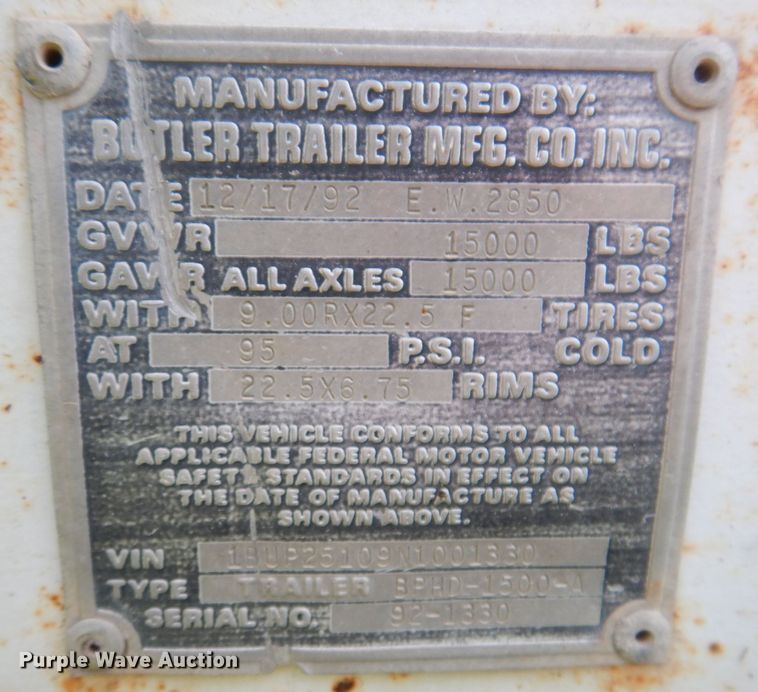 MANUFACTURED BY:
BUTLER TRAILER MFG. CO. INC.
DATE 12/17/92 E.W.2850
GVWR 15000 LBS
GAWR ALL AXLES 15000 LBS
WITH 9.00RX22.5 F TIRES
AT 95 P.S.I. COLD
WITH 22.5X6.75 RIMS
THIS VEHICLE CONFORMS TO ALL
APPLICABLE FEDERAL MOTOR VEHICLE
SAFETY STANDARDS IN EFFECT ON
THE DATE OF MANUFACTURE AS
SHOWN ABOVE.
VIN 1BUP25109N1001330
TYPE TRAILER BPHD-1500-A
SERIAL NO. 92-1330
Purple Wave Auction